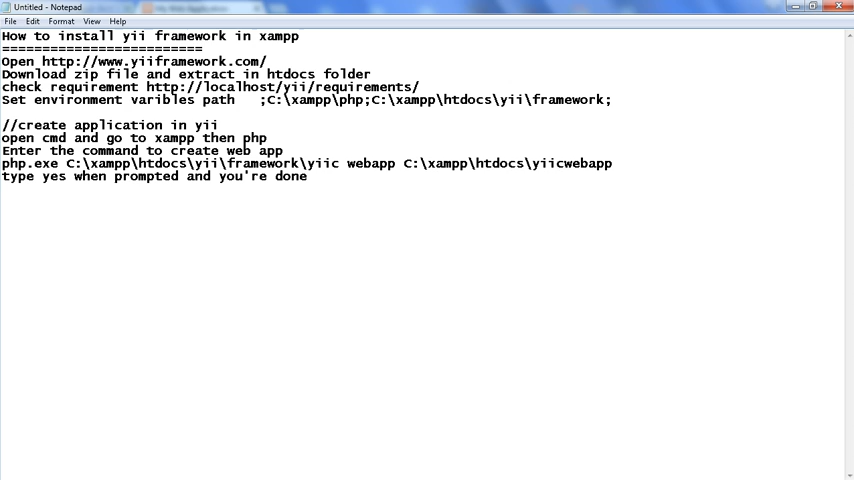 Untitled - Notepad
File Edit Format View Help
How to install yii framework in xampp
=========================
Open http://www.yiiframework.com/
Download zip file and extract in htdocs folder
check requirement http://localhost/yii/requirements/
Set environment varibles path   ;C:\xampp\php;C:\xampp\htdocs\yii\framework;
//create application in yii
open cmd and go to xampp then php
Enter the command to create web app
php.exe C:\xampp\htdocs\yii\framework\yiic webapp C:\xampp\htdocs\yiicwebapp
type yes when prompted and you're done